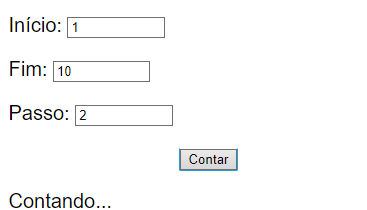 Início: 1
Fim: 10
Passo: 2
Contar
Contando...